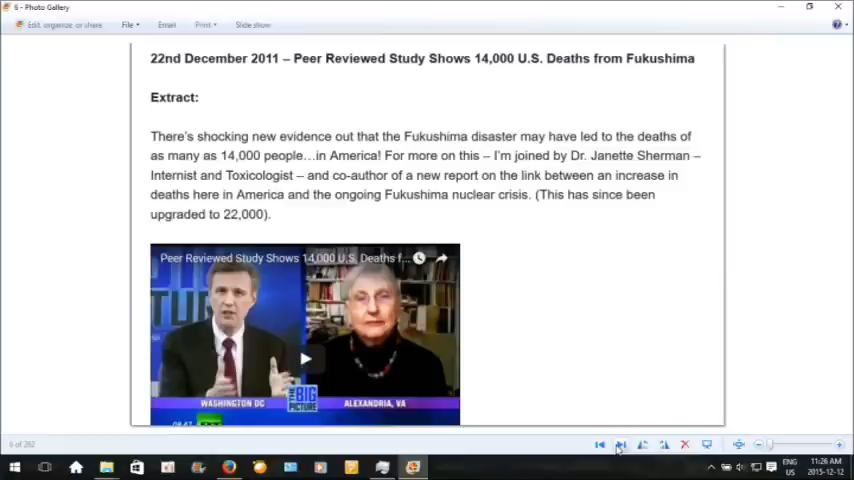 6 - Photo Gallery
Edit, organize, or share File Email Print Slide show
22nd December 2011 – Peer Reviewed Study Shows 14,000 U.S. Deaths from Fukushima
Extract:
There's shocking new evidence out that the Fukushima disaster may have led to the deaths of
as many as 14,000 people…in America! For more on this – I'm joined by Dr. Janette Sherman –
Internist and Toxicologist – and co-author of a new report on the link between an increase in
deaths here in America and the ongoing Fukushima nuclear crisis. (This has since been
upgraded to 22,000).
Peer Reviewed Study Shows 14,000 U.S. Deaths f...
WASHINGTON DC
THE BIG PICTURE
ALEXANDRIA, VA
6 of 262
ENG
US
11:26 AM
2015-12-12